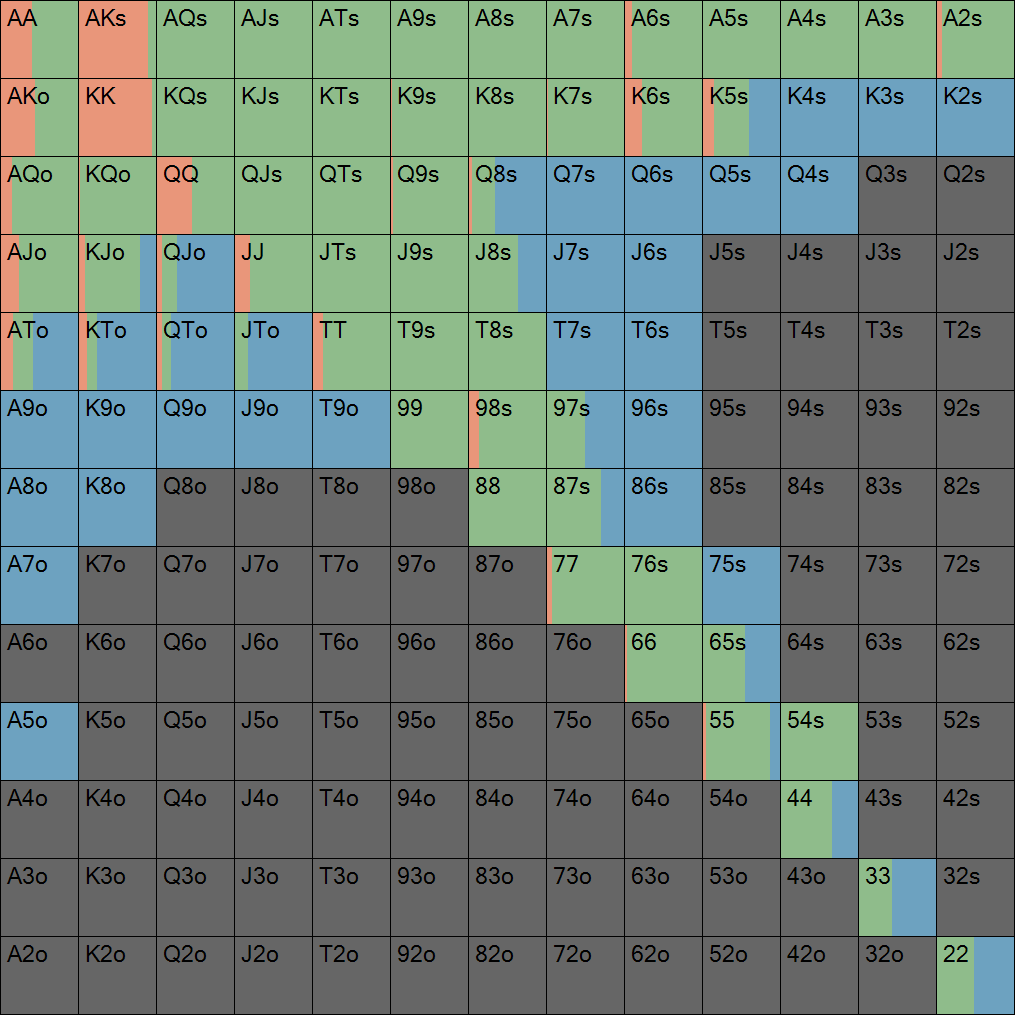 AA AKs AQs AJs ATs A9s A8s A7s A6s A5s A4s A3s A2s
AKo KK KQs KJs KTs K9s K8s K7s K6s K5s K4s K3s K2s
AQo KQo QQ QJs QTs Q9s Q8s Q7s Q6s Q5s Q4s Q3s Q2s
AJo KJo QJo JJ JTs J9s J8s J7s J6s J5s J4s J3s J2s
ATo KTo QTo JTo TT T9s T8s T7s T6s T5s T4s T3s T2s
A9o K9o Q9o J9o T9o 99 98s 97s 96s 95s 94s 93s 92s
A8o K8o Q8o J8o T8o 98o 88 87s 86s 85s 84s 83s 82s
A7o K7o Q7o J7o T7o 97o 87o 77 76s 75s 74s 73s 72s
A6o K6o Q6o J6o T6o 96o 86o 76o 66 65s 64s 63s 62s
A5o K5o Q5o J5o T5o 95o 85o 75o 65o 55 54s 53s 52s
A4o K4o Q4o J4o T4o 94o 84o 74o 64o 54o 44 43s 42s
A3o K3o Q3o J3o T3o 93o 83o 73o 63o 53o 43o 33 32s
A2o K2o Q2o J2o T2o 92o 82o 72o 62o 52o 42o 32o 22